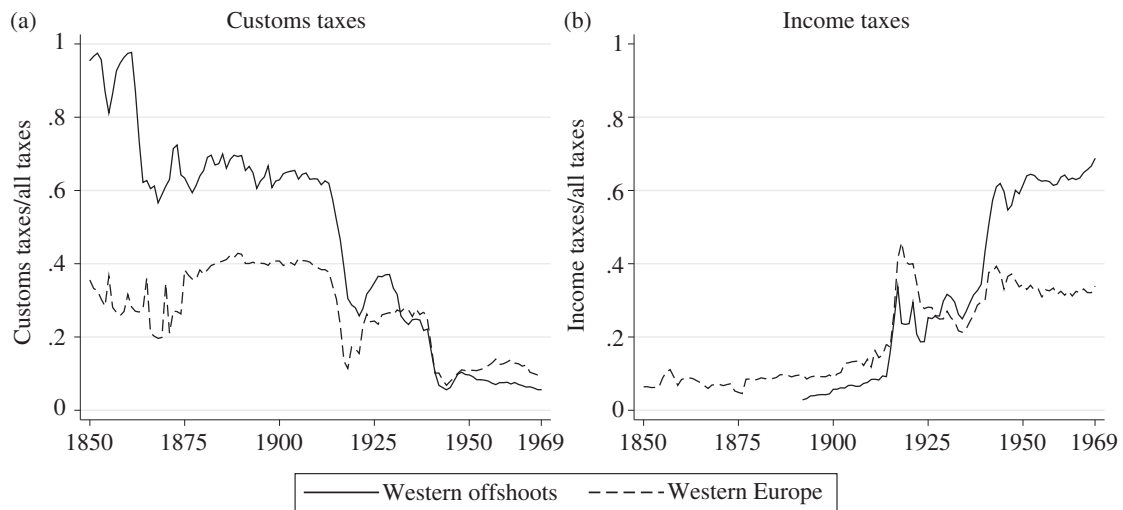 (a) Customs taxes
Customs taxes/all taxes
1
.8
.6
.4
.2
0
1850 1875 1900 1925 1950 1969
(b) Income taxes
Income taxes/all taxes
1
.8
.6
.4
.2
0
1850 1875 1900 1925 1950 1969
Western offshoots Western Europe